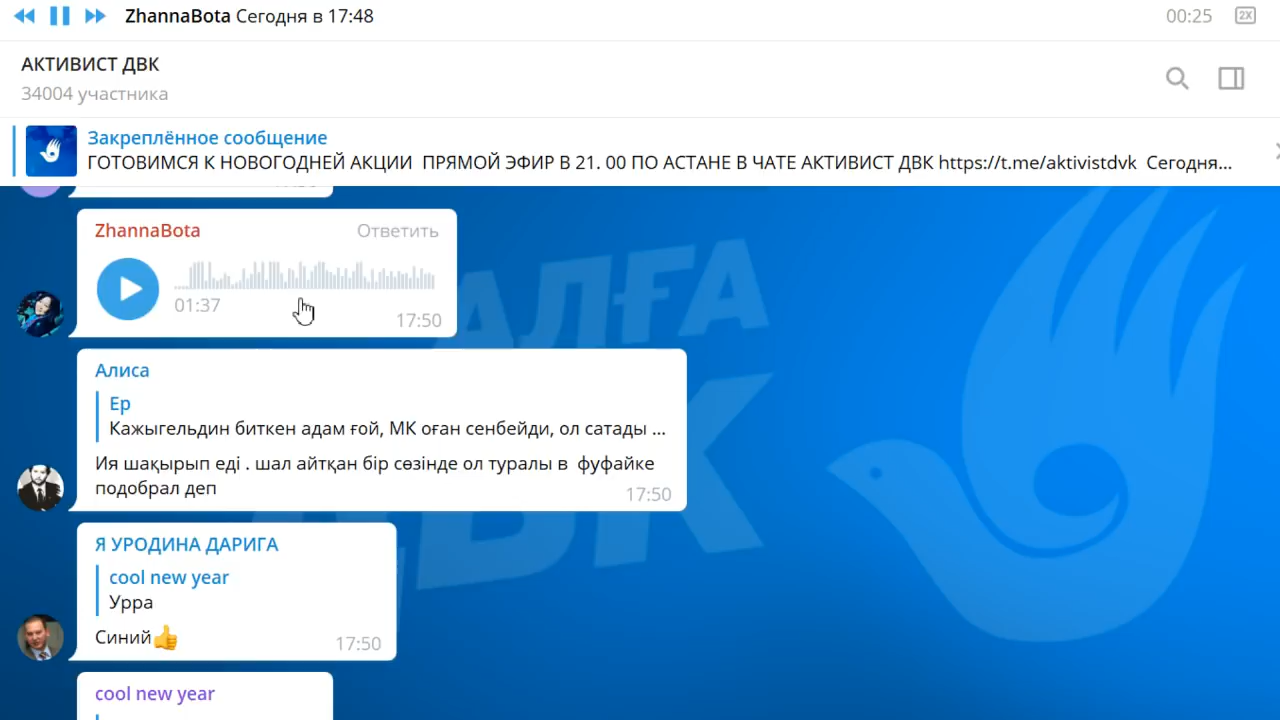 ZhannaBota Сегодня в 17:48
00:25
2X
АКТИВИСТ ДВК
34004 участника
Закреплённое сообщение
ГОТОВИМСЯ К НОВОГОДНЕЙ АКЦИИ ПРЯМОЙ ЭФИР В 21. 00 ПО АСТАНЕ В ЧАТЕ АКТИВИСТ ДВК https://t.me/aktivistdvk Сегодня...
ZhannaBota
Ответить
01:37
17:50
АЛҒА
ДВК
Алиса
Ер
Кажыгельдин биткен адам ғой, МК оған сенбейди, ол сатады ...
Ия шақырып еді . шал айтқан бір сөзінде ол туралы в фуфайке
подобрал деп
17:50
Я УРОДИНА ДАРИГА
cool new year
Урра
Синий👍
17:50
cool new year